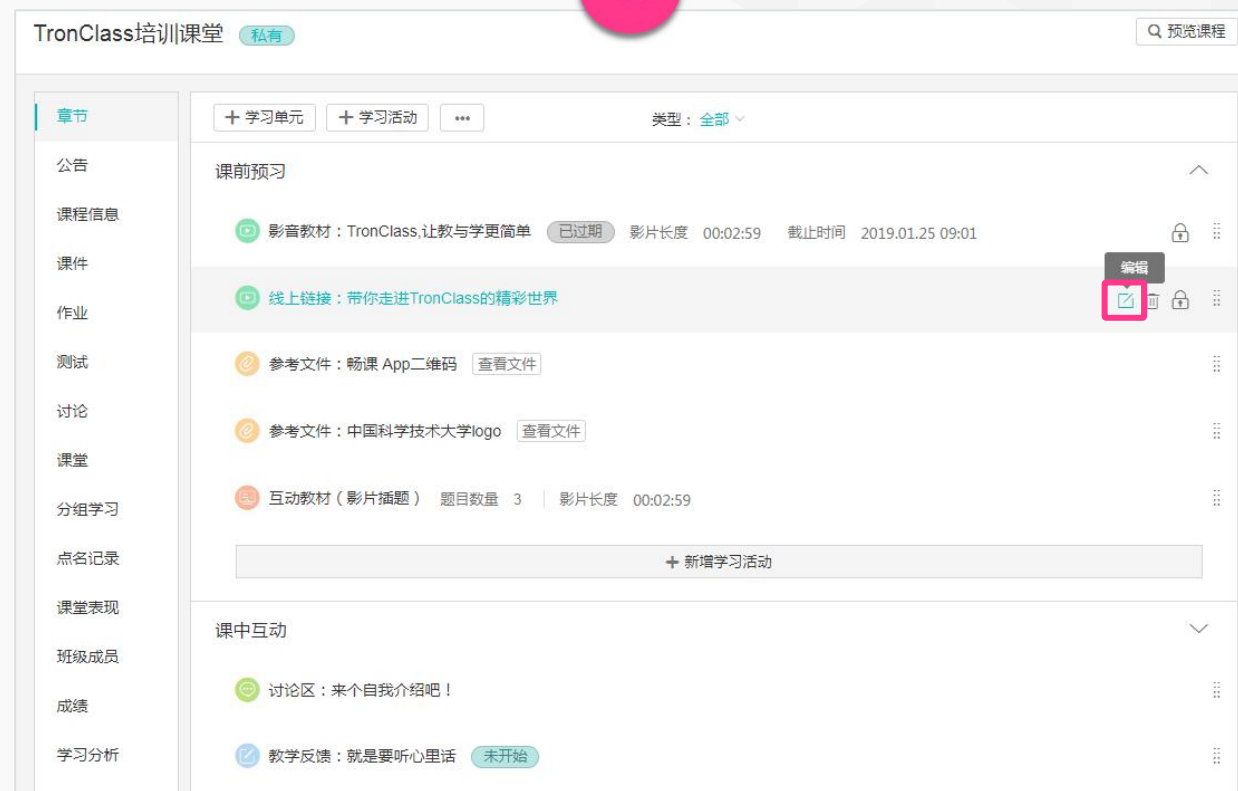 TronClass培训课堂 私有 预览课程
章节
公告
课程信息
课件
作业
测试
讨论
课堂
分组学习
点名记录
课堂表现
班级成员
成绩
学习分析
+ 学习单元 + 学习活动 ••• 类型：全部
课前预习
影音教材：TronClass,让教与学更简单 已过期 影片长度 00:02:59 截止时间 2019.01.25 09:01
编辑
线上链接：带你走进TronClass的精彩世界
参考文件：畅课 App二维码 查看文件
参考文件：中国科学技术大学logo 查看文件
互动教材（影片插题） 题目数量 3 影片长度 00:02:59
+ 新增学习活动
课中互动
讨论区：来个自我介绍吧！
教学反馈：就是要听心里话 未开始